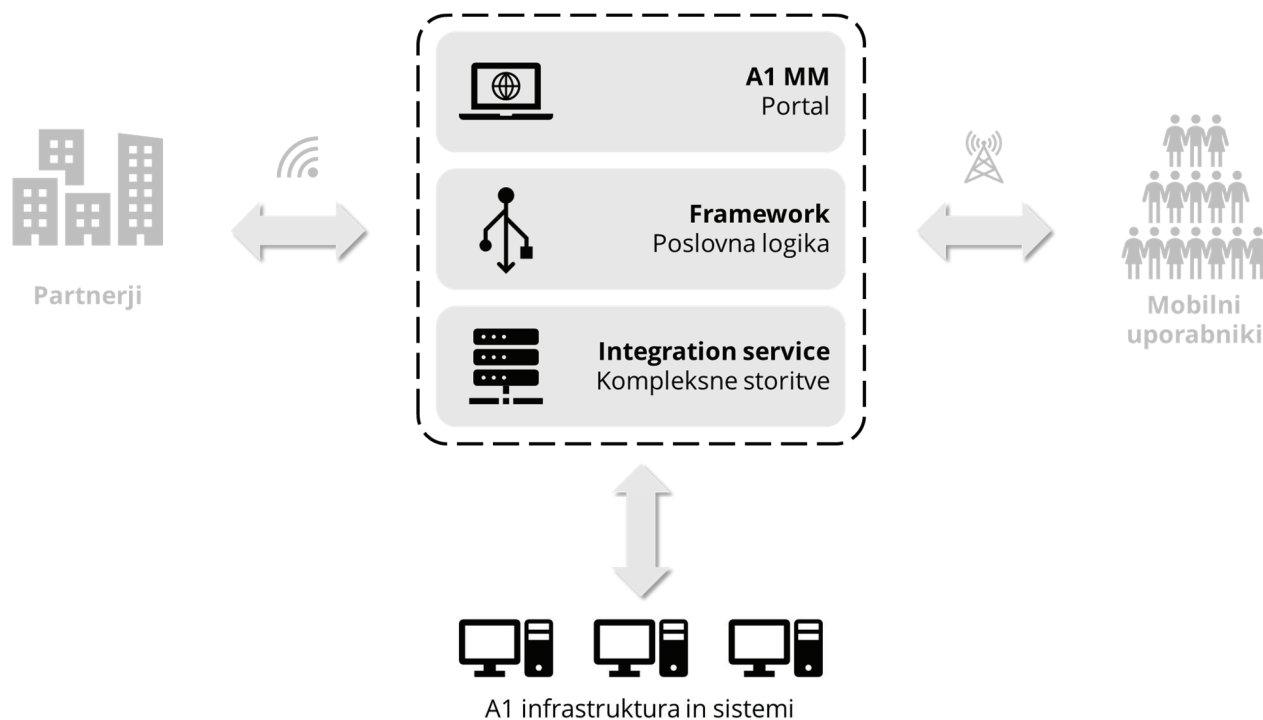 A1 MM
Portal
Framework
Poslovna logika
Integration service
Kompleksne storitve
Partnerji
Mobilni
uporabniki
A1 infrastruktura in sistemi